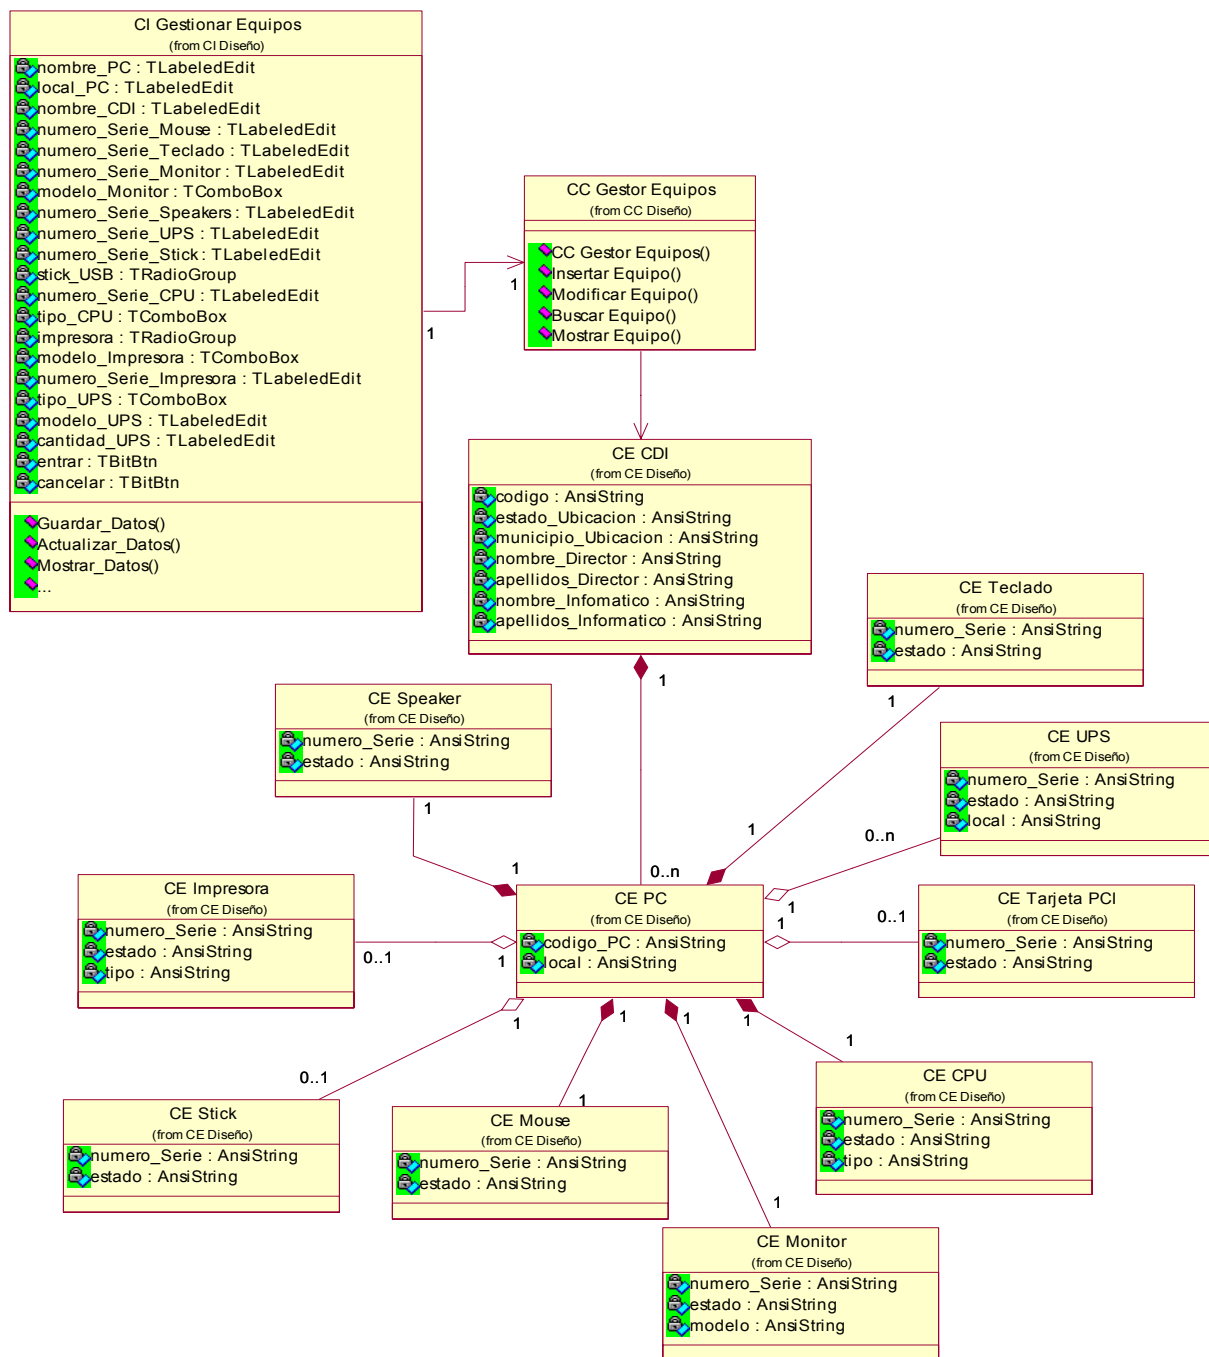 CI Gestionar Equipos
(from CI Diseño)
nombre_PC : TLabeledEdit
local_PC : TLabeledEdit
nombre_CDI : TLabeledEdit
numero_Serie_Mouse : TLabeledEdit
numero_Serie_Teclado : TLabeledEdit
numero_Serie_Monitor : TLabeledEdit
modelo_Monitor : TComboBox
numero_Serie_Speakers : TLabeledEdit
numero_Serie_UPS : TLabeledEdit
numero_Serie_Stick : TLabeledEdit
stick_USB : TRadioGroup
numero_Serie_CPU : TLabeledEdit
tipo_CPU : TComboBox
impresora : TRadioGroup
modelo_Impresora : TComboBox
numero_Serie_Impresora : TLabeledEdit
tipo_UPS : TComboBox
modelo_UPS : TLabeledEdit
cantidad_UPS : TLabeledEdit
entrar : TBitBtn
cancelar : TBitBtn
Guardar_Datos()
Actualizar_Datos()
Mostrar_Datos()
...
1
1
CC Gestor Equipos
(from CC Diseño)
CC Gestor Equipos()
Insertar Equipo()
Modificar Equipo()
Buscar Equipo()
Mostrar Equipo()
CE CDI
(from CE Diseño)
codigo : AnsiString
estado_Ubicacion : AnsiString
municipio_Ubicacion : AnsiString
nombre_Director : AnsiString
apellidos_Director : AnsiString
nombre_Infomatico : AnsiString
apellidos_Informatico : AnsiString
1
0..n
CE Teclado
(from CE Diseño)
numero_Serie : AnsiString
estado : AnsiString
1
1
CE Speaker
(from CE Diseño)
numero_Serie : AnsiString
estado : AnsiString
1
1
CE UPS
(from CE Diseño)
numero_Serie : AnsiString
estado : AnsiString
local : AnsiString
0..n
1
CE Impresora
(from CE Diseño)
numero_Serie : AnsiString
estado : AnsiString
tipo : AnsiString
0..1
1
CE PC
(from CE Diseño)
codigo_PC : AnsiString
local : AnsiString
CE Tarjeta PCI
(from CE Diseño)
numero_Serie : AnsiString
estado : AnsiString
0..1
1
1
0..1
1
1
1
1
1
1
CE Stick
(from CE Diseño)
numero_Serie : AnsiString
estado : AnsiString
CE Mouse
(from CE Diseño)
numero_Serie : AnsiString
estado : AnsiString
CE CPU
(from CE Diseño)
numero_Serie : AnsiString
estado : AnsiString
tipo : AnsiString
CE Monitor
(from CE Diseño)
numero_Serie : AnsiString
estado : AnsiString
modelo : AnsiString